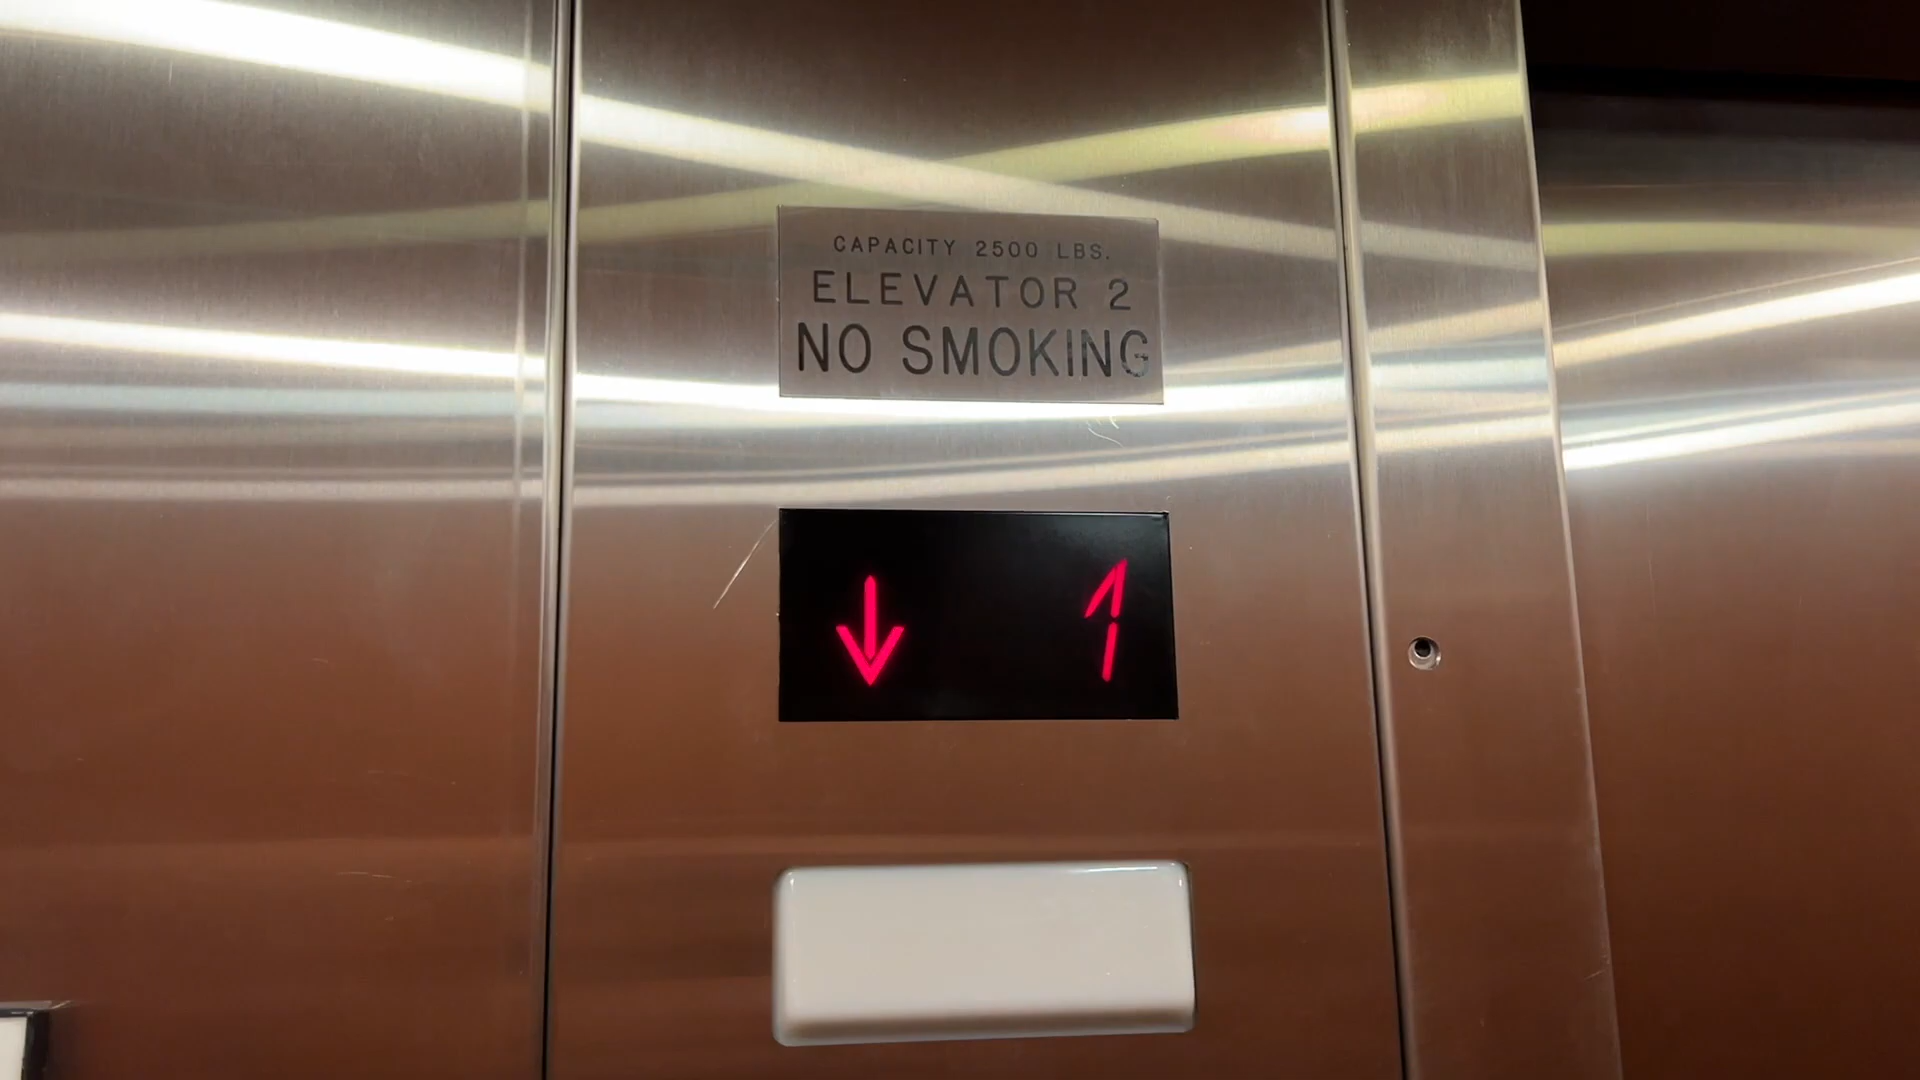 CAPACITY 2500 LBS.
ELEVATOR 2
NO SMOKING
↓ 1